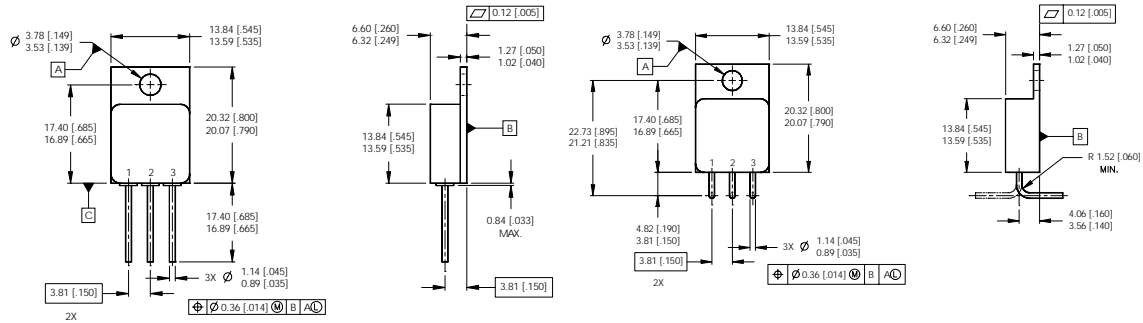 0.12 [.005]
13.84 [.545]
13.59 [.535]
Ø 3.78 [.149]
3.53 [.139]
A
17.40 [.685]
16.89 [.665]
20.32 [.800]
20.07 [.790]
1 2 3
C
17.40 [.685]
16.89 [.665]
3X Ø 1.14 [.045]
0.89 [.035]
3.81 [.150]
2X
⌖ Ø 0.36 [.014] Ⓜ B A Ⓛ
6.60 [.260]
6.32 [.249]
1.27 [.050]
1.02 [.040]
13.84 [.545]
13.59 [.535]
B
0.84 [.033]
MAX.
3.81 [.150]
13.84 [.545]
13.59 [.535]
Ø 3.78 [.149]
3.53 [.139]
A
22.73 [.895]
21.21 [.835]
17.40 [.685]
16.89 [.665]
20.32 [.800]
20.07 [.790]
1 2 3
4.82 [.190]
3.81 [.150]
3.81 [.150]
2X
3X Ø 1.14 [.045]
0.89 [.035]
⌖ Ø 0.36 [.014] Ⓜ B A Ⓛ
0.12 [.005]
6.60 [.260]
6.32 [.249]
1.27 [.050]
1.02 [.040]
13.84 [.545]
13.59 [.535]
B
R 1.52 [.060]
MIN.
4.06 [.160]
3.56 [.140]